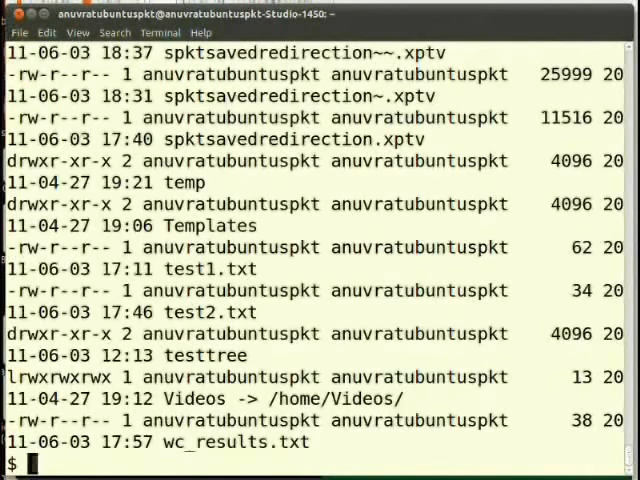 anuvratubuntuspkt@anuvratubuntuspkt-Studio-1450: ~
File Edit View Search Terminal Help
11-06-03 18:37 spktsavedredirection~~.xptv
-rw-r--r-- 1 anuvratubuntuspkt anuvratubuntuspkt 25999 20
11-06-03 18:31 spktsavedredirection~.xptv
-rw-r--r-- 1 anuvratubuntuspkt anuvratubuntuspkt 11516 20
11-06-03 17:40 spktsavedredirection.xptv
drwxr-xr-x 2 anuvratubuntuspkt anuvratubuntuspkt 4096 20
11-04-27 19:21 temp
drwxr-xr-x 2 anuvratubuntuspkt anuvratubuntuspkt 4096 20
11-04-27 19:06 Templates
-rw-r--r-- 1 anuvratubuntuspkt anuvratubuntuspkt 62 20
11-06-03 17:11 test1.txt
-rw-r--r-- 1 anuvratubuntuspkt anuvratubuntuspkt 34 20
11-06-03 17:46 test2.txt
drwxr-xr-x 2 anuvratubuntuspkt anuvratubuntuspkt 4096 20
11-06-03 12:13 testtree
lrwxrwxrwx 1 anuvratubuntuspkt anuvratubuntuspkt 13 20
11-04-27 19:12 Videos -> /home/Videos/
-rw-r--r-- 1 anuvratubuntuspkt anuvratubuntuspkt 38 20
11-06-03 17:57 wc_results.txt
$